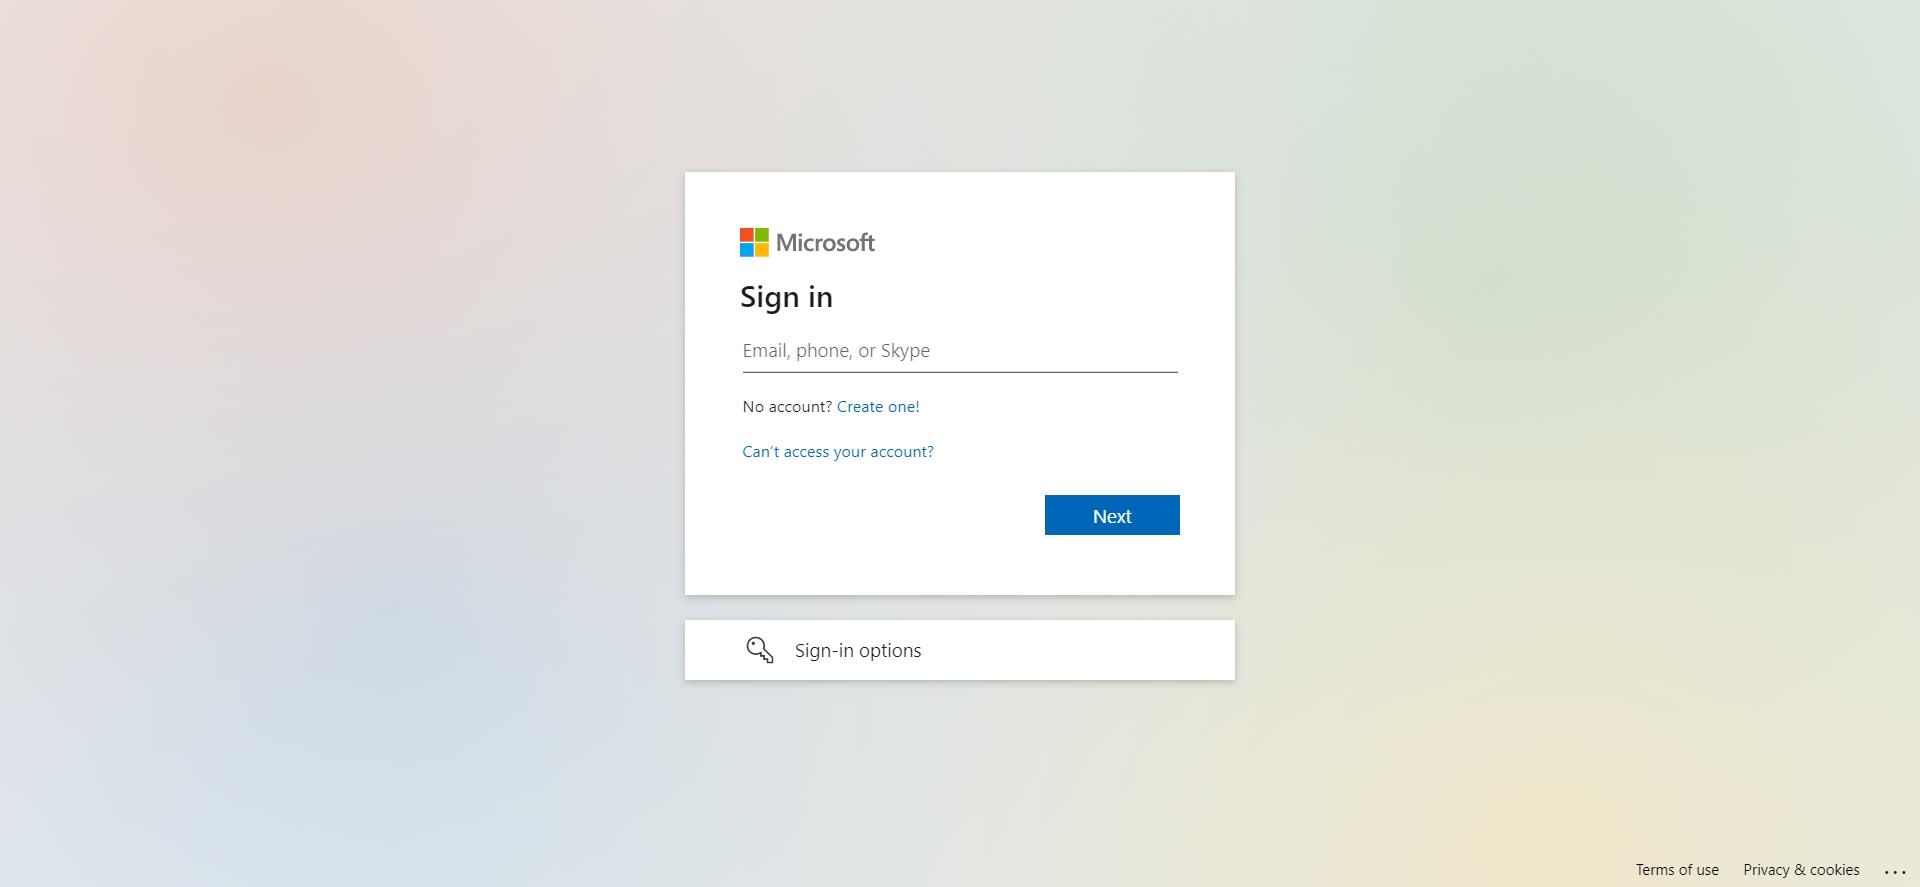 Microsoft
Sign in
Email, phone, or Skype
No account? Create one!
Can't access your account?
Next
Sign-in options
Terms of use Privacy & cookies ...